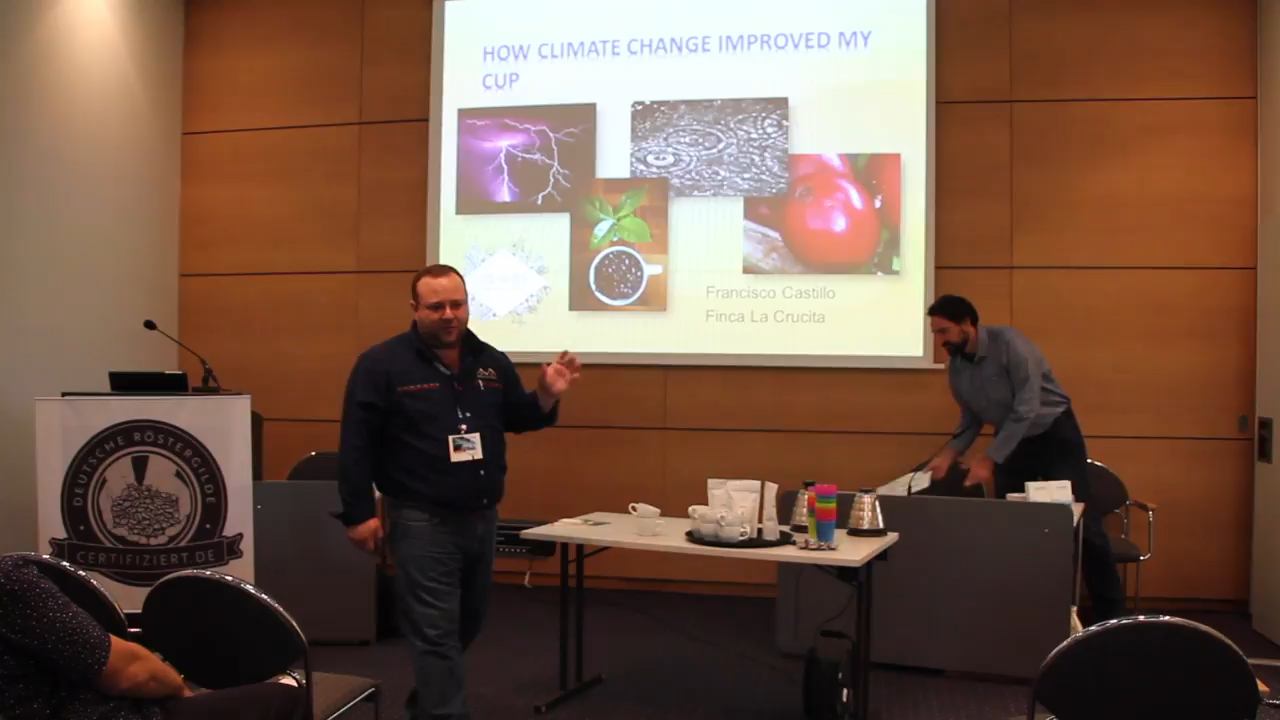 HOW CLIMATE CHANGE IMPROVED MY
CUP
Francisco Castillo
Finca La Crucita
DEUTSCHE RÖSTERGILDE
CERTIFIZIERT.DE